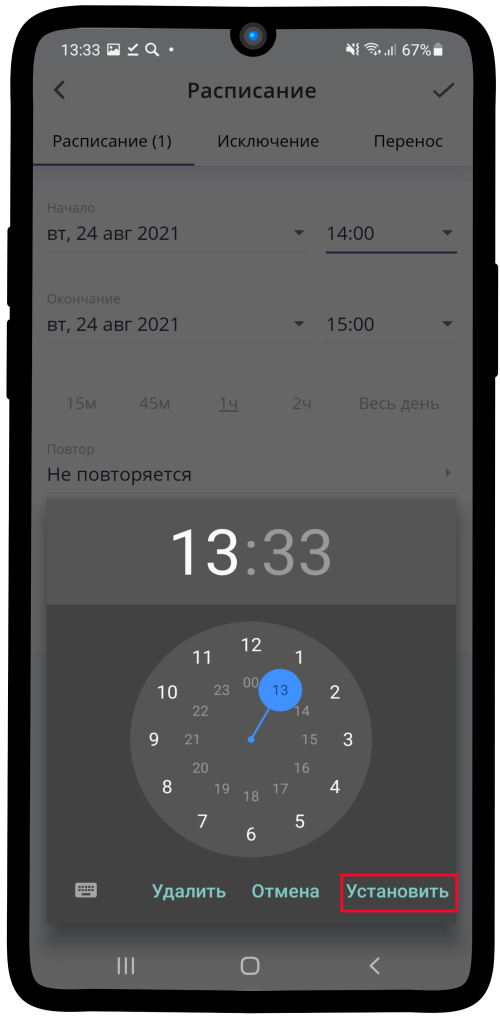 13:33 67%
Расписание
Расписание (1) Исключение Перенос
Начало
вт, 24 авг 2021 14:00
Окончание
вт, 24 авг 2021 15:00
15м 45м 1ч 2ч Весь день
Повтор
Не повторяется
13:33
12
11 1
00
23 13
10 2
22 14
9 21 15 3
20 16
8 4
19 17
18
7 5
6
Удалить Отмена Установить